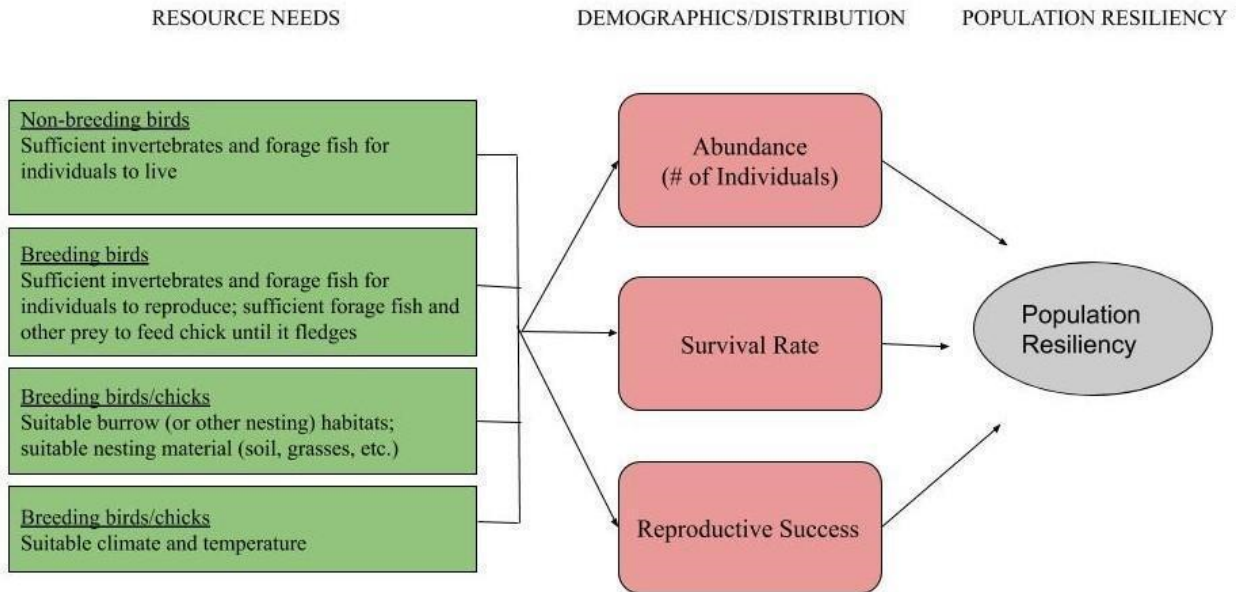 RESOURCE NEEDS
DEMOGRAPHICS/DISTRIBUTION
POPULATION RESILIENCY
Non-breeding birds
Sufficient invertebrates and forage fish for
individuals to live
Breeding birds
Sufficient invertebrates and forage fish for
individuals to reproduce; sufficient forage fish and
other prey to feed chick until it fledges
Breeding birds/chicks
Suitable burrow (or other nesting) habitats;
suitable nesting material (soil, grasses, etc.)
Breeding birds/chicks
Suitable climate and temperature
Abundance
(# of Individuals)
Survival Rate
Reproductive Success
Population
Resiliency